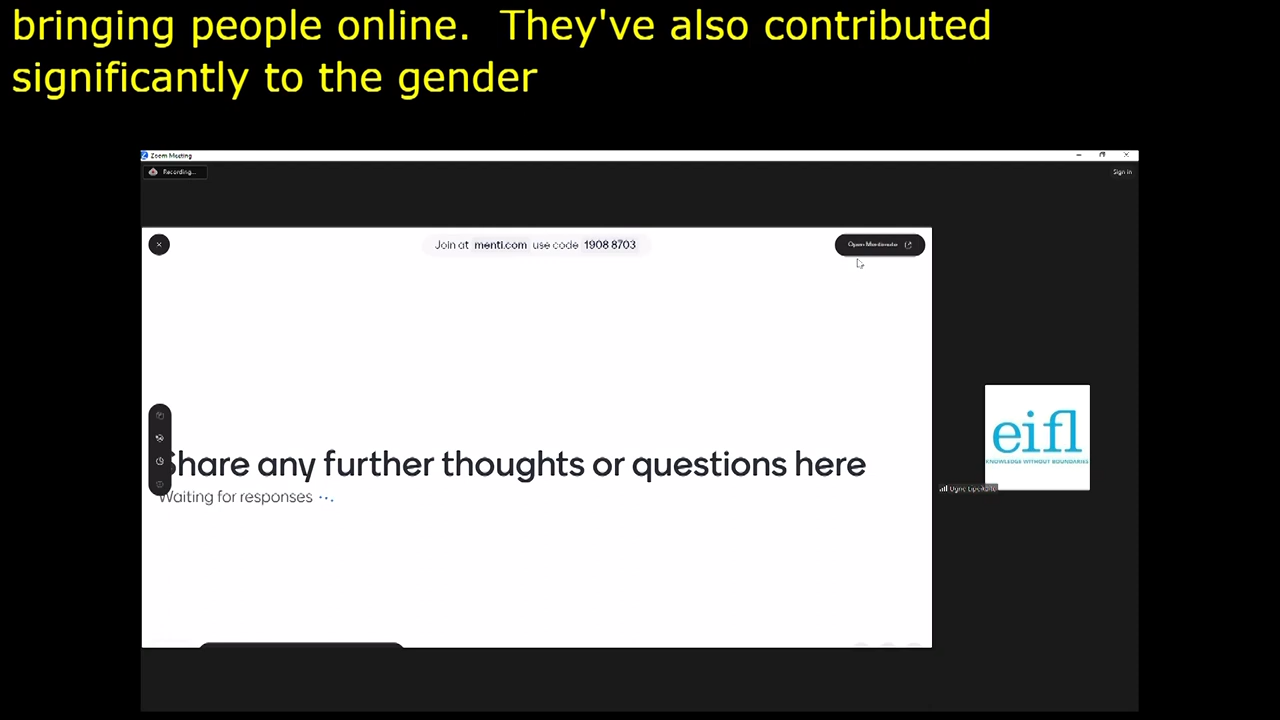 bringing people online.  They've also contributed
significantly to the gender
Zoom Meeting
Recording...
Sign in
Join at menti.com use code 1908 8703
Open Mentimeter
Share any further thoughts or questions here
Waiting for responses ...
eifl
KNOWLEDGE WITHOUT BOUNDARIES